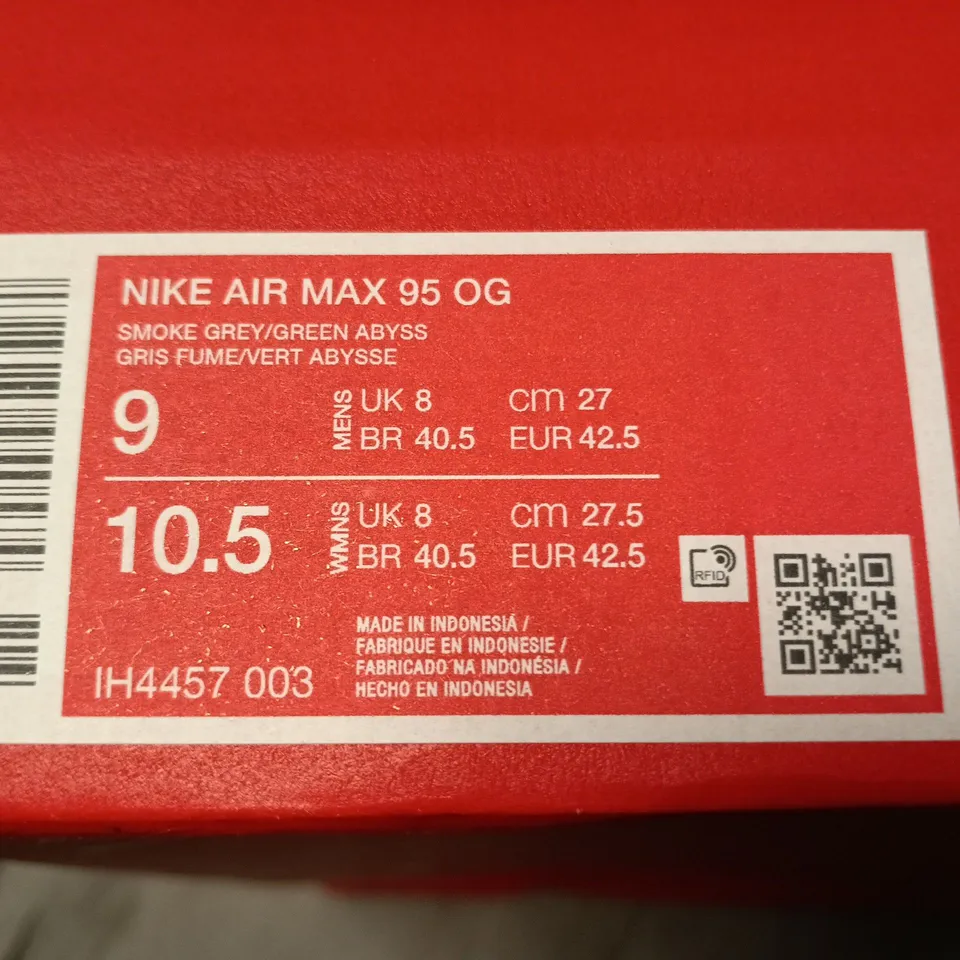 NIKE AIR MAX 95 OG
SMOKE GREY/GREEN ABYSS
GRIS FUME/VERT ABYSSE
9 MENS UK 8 cm 27
BR 40.5 EUR 42.5
10.5 WMNS UK 8 cm 27.5
BR 40.5 EUR 42.5
RFID
MADE IN INDONESIA /
FABRIQUE EN INDONESIE /
FABRICADO NA INDONÉSIA /
HECHO EN INDONESIA
IH4457 003